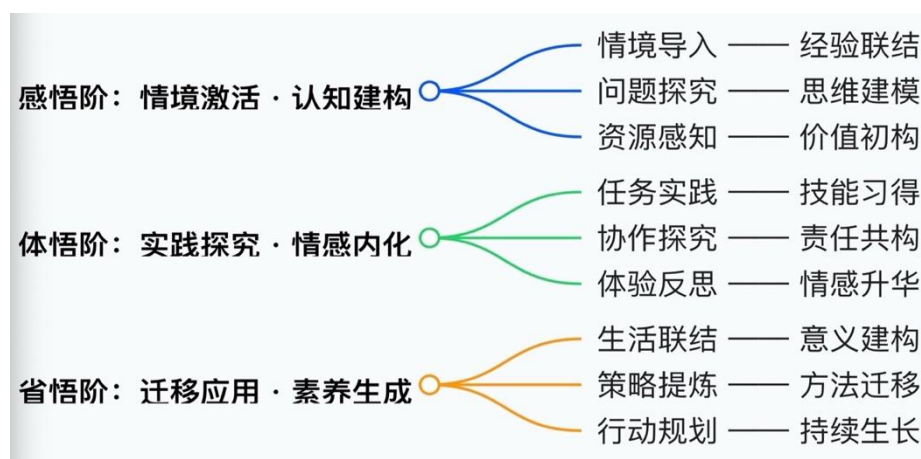 感悟阶：情境激活 · 认知建构
情境导入 —— 经验联结
问题探究 —— 思维建模
资源感知 —— 价值初构
体悟阶：实践探究 · 情感内化
任务实践 —— 技能习得
协作探究 —— 责任共构
体验反思 —— 情感升华
省悟阶：迁移应用 · 素养生成
生活联结 —— 意义建构
策略提炼 —— 方法迁移
行动规划 —— 持续生长